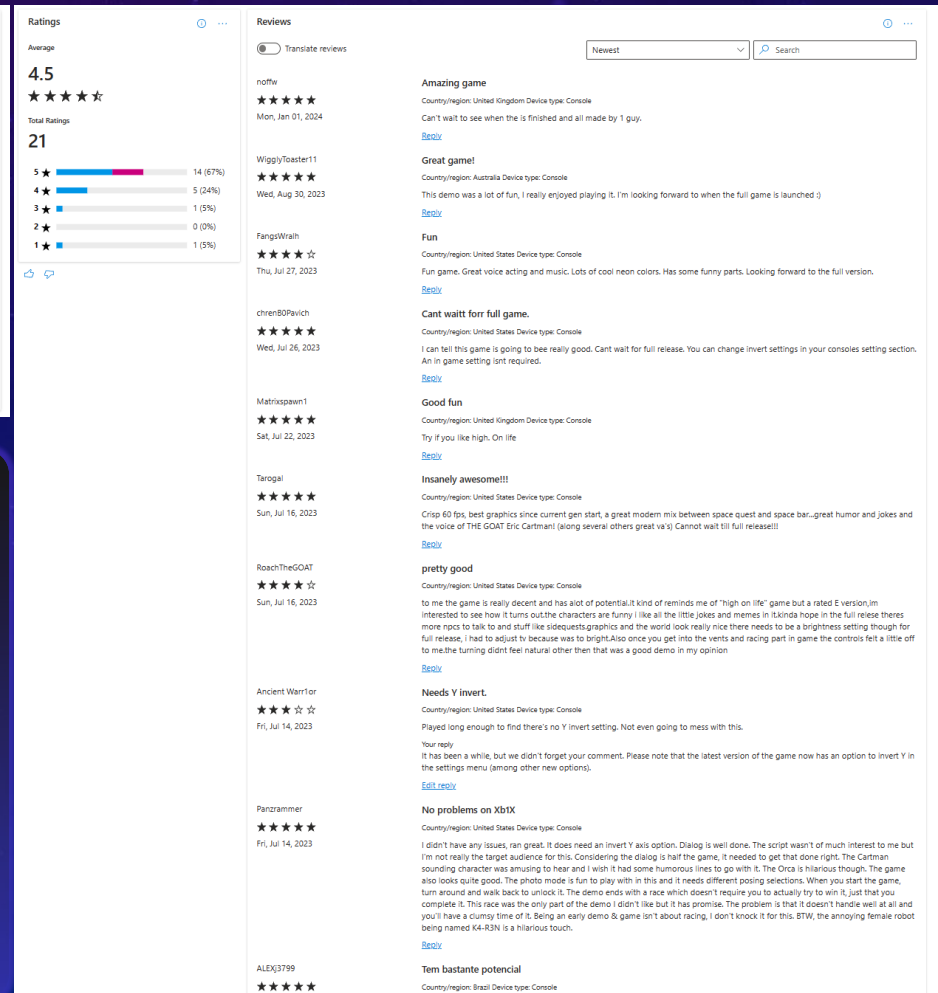 Ratings
Average
4.5
Total Ratings
21
5 ★ 14 (67%)
4 ★ 5 (24%)
3 ★ 1 (5%)
2 ★ 0 (0%)
1 ★ 1 (5%)
Reviews
Translate reviews
Newest
Search
noffw
Mon, Jan 01, 2024
Amazing game
Country/region: United Kingdom Device type: Console
Can't wait to see when the is finished and all made by 1 guy.
Reply
WigglyToaster11
Wed, Aug 30, 2023
Great game!
Country/region: Australia Device type: Console
This demo was a lot of fun, I really enjoyed playing it. I'm looking forward to when the full game is launched :)
Reply
FangsWralh
Thu, Jul 27, 2023
Fun
Country/region: United States Device type: Console
Fun game. Great voice acting and music. Lots of cool neon colors. Has some funny parts. Looking forward to the full version.
Reply
chrenB0Pavich
Wed, Jul 26, 2023
Cant waitt forr full game.
Country/region: United States Device type: Console
I can tell this game is going to bee really good. Cant wait for full release. You can change invert settings in your consoles setting section.
An in game setting isnt required.
Reply
Matrixspawn1
Sat, Jul 22, 2023
Good fun
Country/region: United Kingdom Device type: Console
Try if you like high. On life
Reply
Tarogal
Sun, Jul 16, 2023
Insanely awesome!!!
Country/region: United States Device type: Console
Crisp 60 fps, best graphics since current gen start, a great modern mix between space quest and space bar...great humor and jokes and
the voice of THE GOAT Eric Cartman! (along several others great va's) Cannot wait till full release!!!
Reply
RoachTheGOAT
Sun, Jul 16, 2023
pretty good
Country/region: United States Device type: Console
to me the game is really decent and has alot of potential.It kind of reminds me of "high on life" game but a rated E version,im
interested to see how it turns out.the characters are funny i like all the little jokes and memes in it.kinda hope in the full relese theres
more npcs to talk to and stuff like sidequests.graphics and the world look really nice there needs to be a brightness setting though for
full release, i had to adjust tv because was to bright.Also once you get into the vents and racing part in game the controls felt a little off
to me.the turning didnt feel natural other then that was a good demo in my opinion
Reply
Ancient Warr1or
Fri, Jul 14, 2023
Needs Y invert.
Country/region: United States Device type: Console
Played long enough to find there's no Y invert setting. Not even going to mess with this.
Your reply
It has been a while, but we didn't forget your comment. Please note that the latest version of the game now has an option to invert Y in
the settings menu (among other new options).
Edit reply
Panzrammer
Fri, Jul 14, 2023
No problems on Xb1X
Country/region: United States Device type: Console
I didn't have any issues, ran great. It does need an invert Y axis option. Dialog is well done. The script wasn't of much interest to me but
I'm not really the target audience for this. Considering the dialog is half the game, it needed to get that done right. The Cartman
sounding character was amusing to hear and I wish it had some humorous lines to go with it. The Orca is hilarious though. The game
also looks quite good. The photo mode is fun to play with in this and it needs different posing selections. When you start the game,
turn around and walk back to unlock it. The demo ends with a race which doesn't require you to actually try to win it, just that you
complete it. This race was the only part of the demo I didn't like but it has promise. The problem is that it doesn't handle well at all and
you'll have a clumsy time of it. Being an early demo & game isn't about racing, I don't knock it for this. BTW, the annoying female robot
being named K4-R3N is a hilarious touch.
Reply
ALEXj3799
Tem bastante potencial
Country/region: Brazil Device type: Console